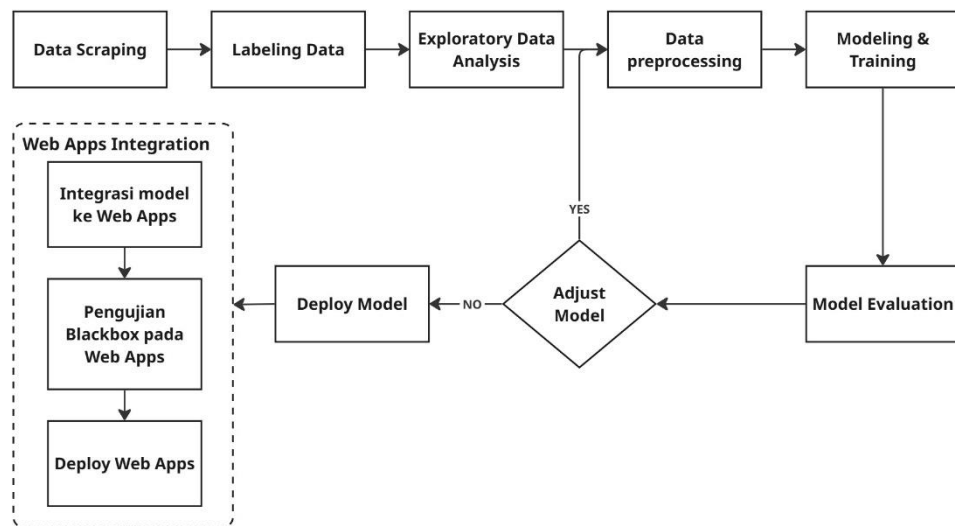 Data Scraping
Labeling Data
Exploratory Data
Analysis
Data
preprocessing
Modeling &
Training
Web Apps Integration
Integrasi model
ke Web Apps
YES
Pengujian
Blackbox pada
Web Apps
Deploy Model
NO
Adjust
Model
Model Evaluation
Deploy Web Apps